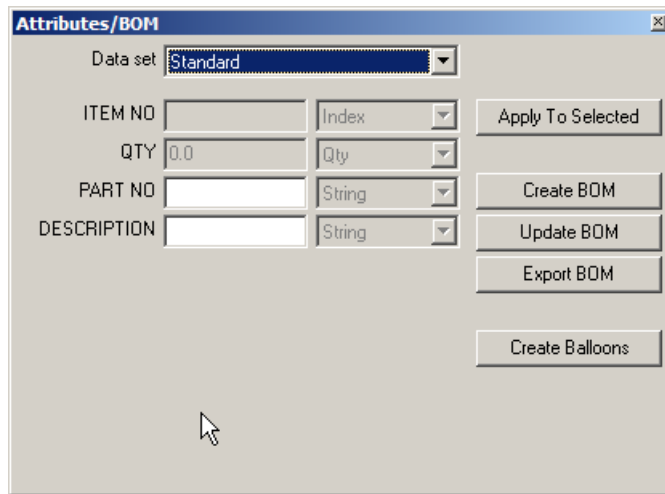 Attributes/BOM
Data set Standard
ITEM NO Index Apply To Selected
QTY 0.0 Qty
PART NO String Create BOM
DESCRIPTION String Update BOM
Export BOM
Create Balloons